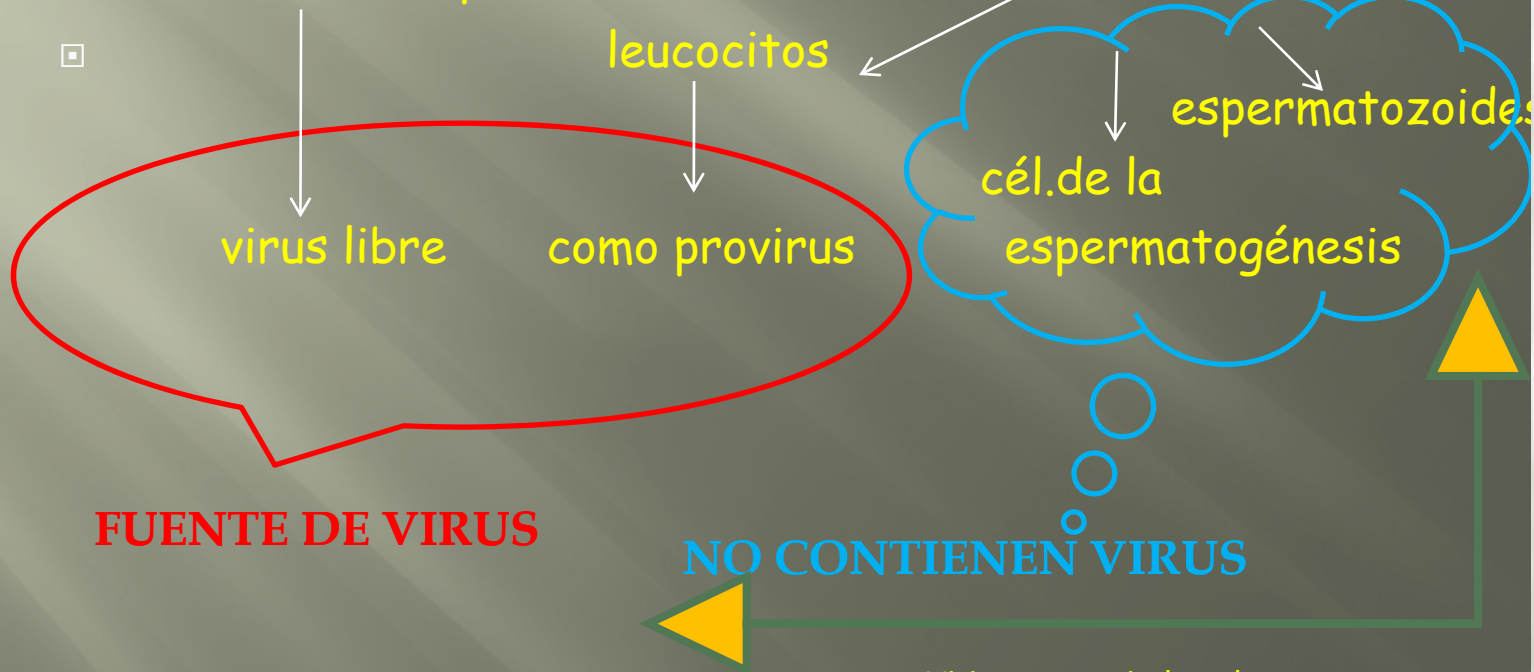 leucocitos
espermatozoides
cél.de la
virus libre
como provirus
espermatogénesis
FUENTE DE VIRUS
NO CONTIENEN VIRUS